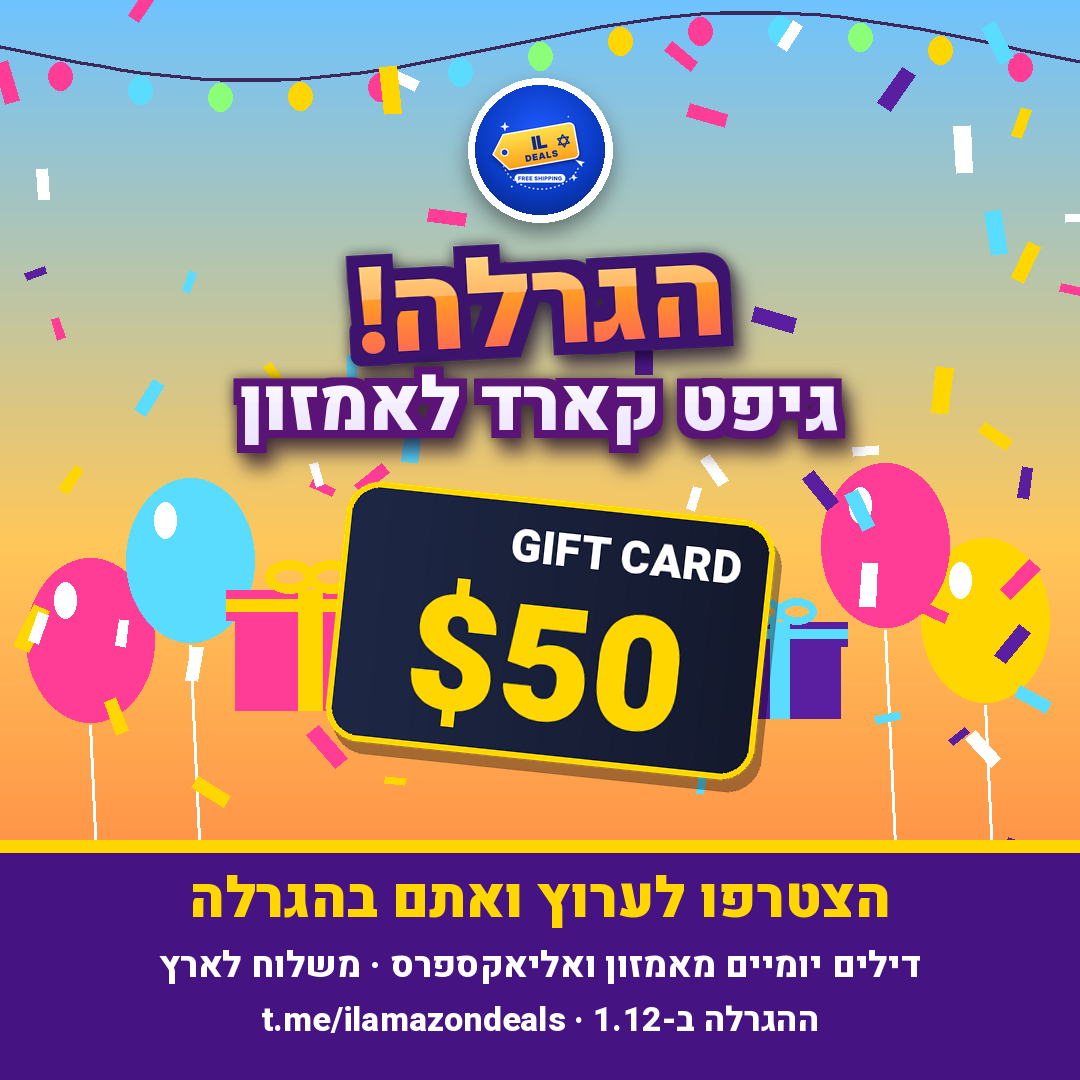 IL
DEALS
FREE SHIPPING
הגרלה!
גיפט קארד לאמזון
GIFT CARD
$50
הצטרפו לערוץ ואתם בהגרלה
דילים יומיים מאמזון ואליאקספרס · משלוח לארץ
ההגרלה ב-1.12 · t.me/ilamazondeals